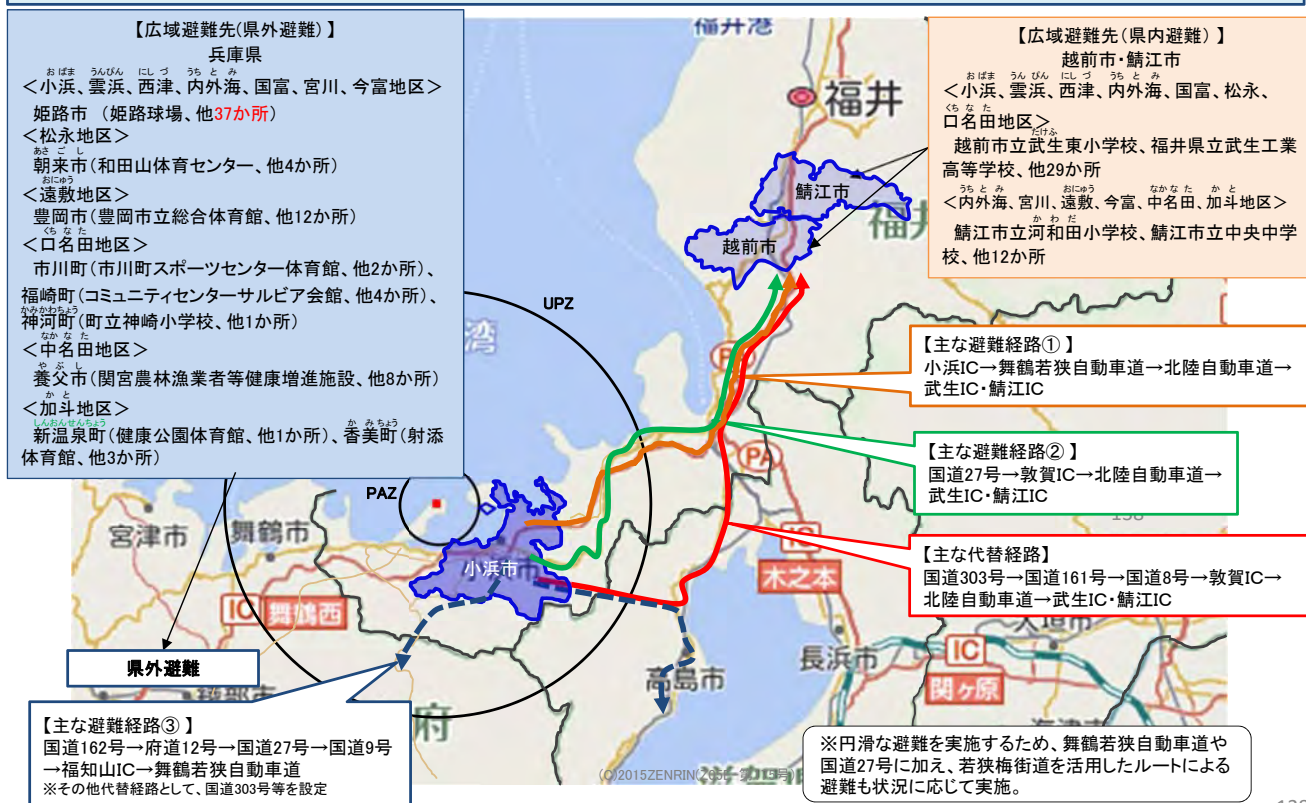 【広域避難先(県外避難)】
兵庫県
<小浜、雲浜、西津、内外海、国富、宮川、今富地区>
姫路市 (姫路球場、他37か所)
<松永地区>
朝来市(和田山体育センター、他4か所)
<遠敷地区>
豊岡市(豊岡市立総合体育館、他12か所)
<口名田地区>
市川町(市川町スポーツセンター体育館、他2か所)、
福崎町(コミュニティセンターサルビア会館、他4か所)、
神河町(町立神崎小学校、他1か所)
<中名田地区>
養父市(関宮農林漁業者等健康増進施設、他8か所)
<加斗地区>
新温泉町(健康公園体育館、他1か所)、香美町(射添
体育館、他3か所)
【広域避難先(県内避難)】
越前市・鯖江市
<小浜、雲浜、西津、内外海、国富、松永、
口名田地区>
越前市立武生東小学校、福井県立武生工業
高等学校、他29か所
<内外海、宮川、遠敷、今富、中名田、加斗地区>
鯖江市立河和田小学校、鯖江市立中央中学
校、他12か所
福井港
福井
鯖江市
越前市
福井
湾
UPZ
PAZ
PA
PA
【主な避難経路①】
小浜IC→舞鶴若狭自動車道→北陸自動車道→
武生IC・鯖江IC
【主な避難経路②】
国道27号→敦賀IC→北陸自動車道→
武生IC・鯖江IC
138
【主な代替経路】
国道303号→国道161号→国道8号→敦賀IC→
北陸自動車道→武生IC・鯖江IC
宮津市
舞鶴市
小浜市
IC
舞鶴西
IC
木之本
大垣市
長浜市
IC
関ヶ原
高島市
県外避難
綾部市
府
【主な避難経路③】
国道162号→府道12号→国道27号→国道9号
→福知山IC→舞鶴若狭自動車道
※その他代替経路として、国道303号等を設定
※円滑な避難を実施するため、舞鶴若狭自動車道や
国道27号に加え、若狭梅街道を活用したルートによる
避難も状況に応じて実施。